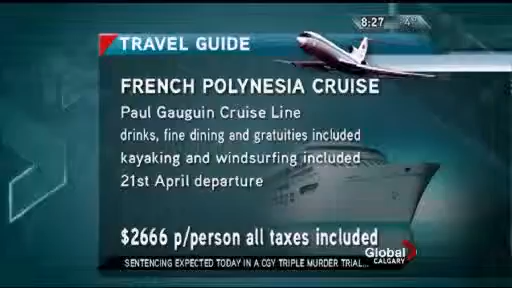 8:27
TRAVEL GUIDE
FRENCH POLYNESIA CRUISE
Paul Gauguin Cruise Line
drinks, fine dining and gratuities included
kayaking and windsurfing included
21st April departure
$2666 p/person all taxes included
Global
CALGARY
SENTENCING EXPECTED TODAY IN A CGY TRIPLE MURDER TRIAL...